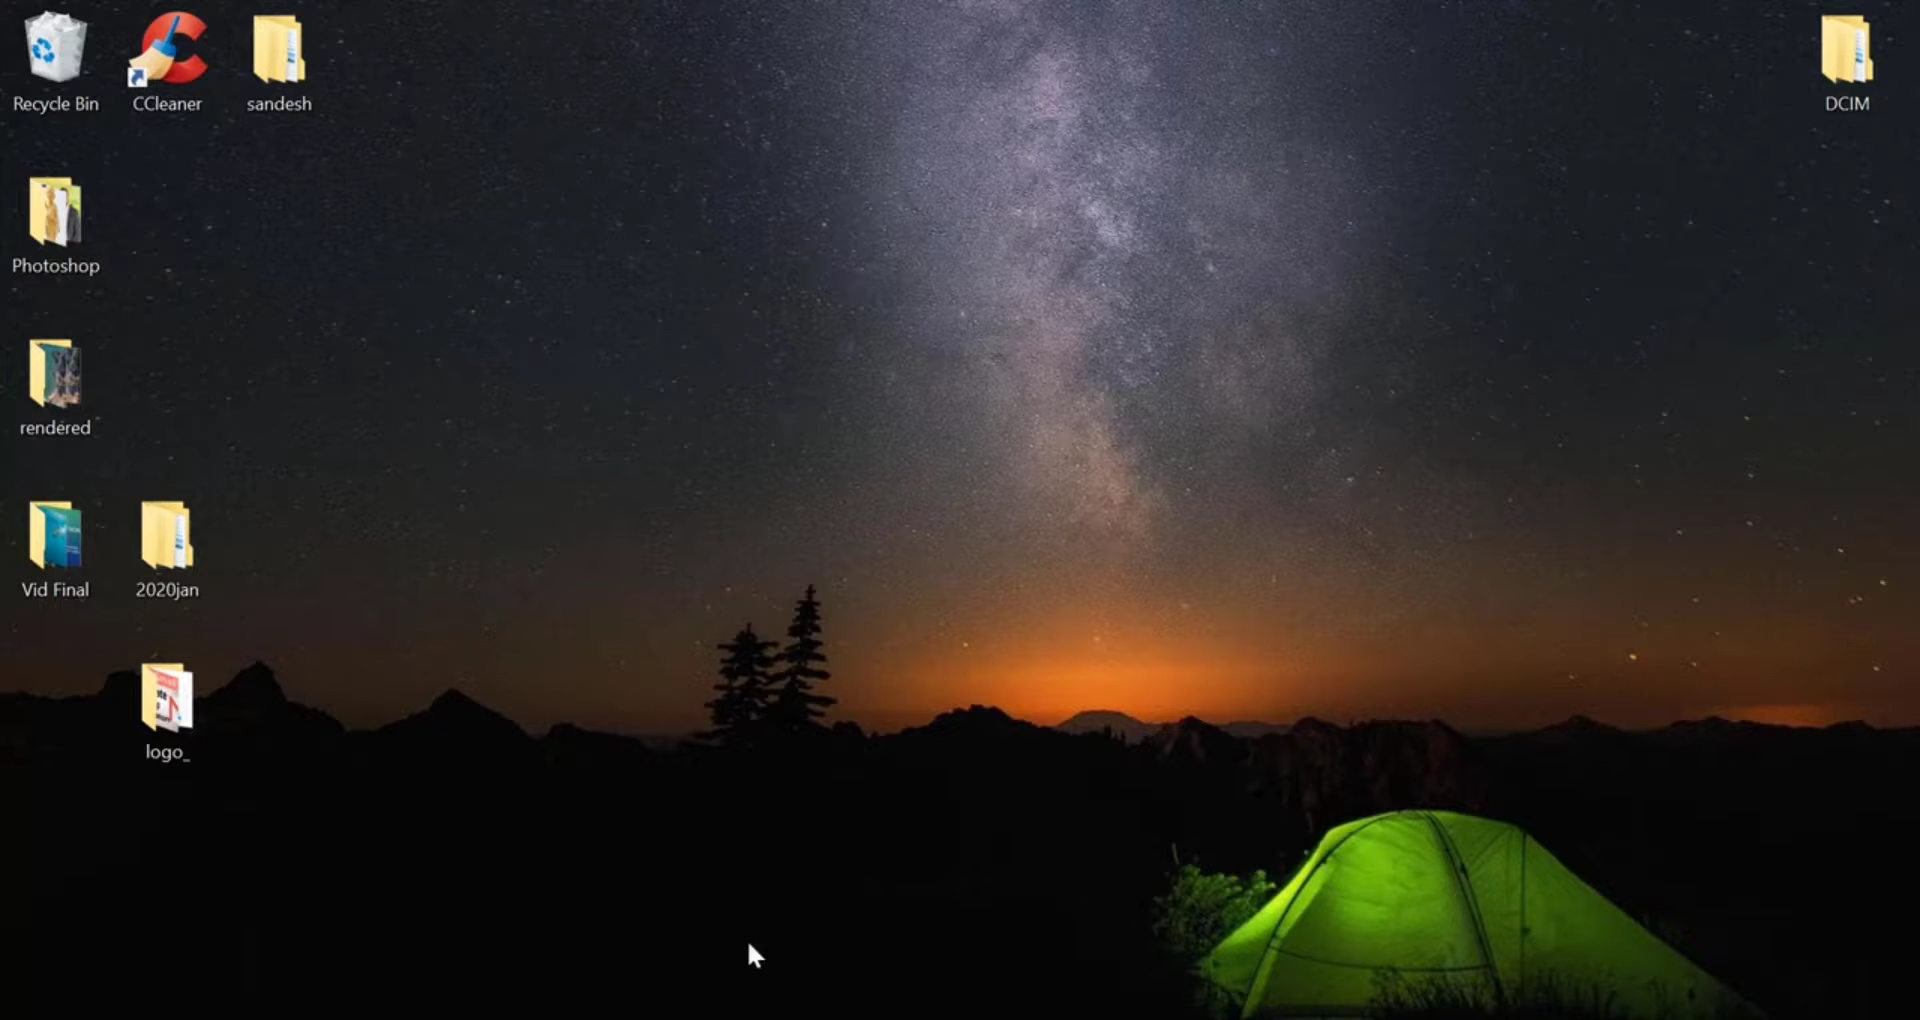 Recycle Bin
CCleaner
sandesh
DCIM
Photoshop
rendered
Vid Final
2020jan
logo_